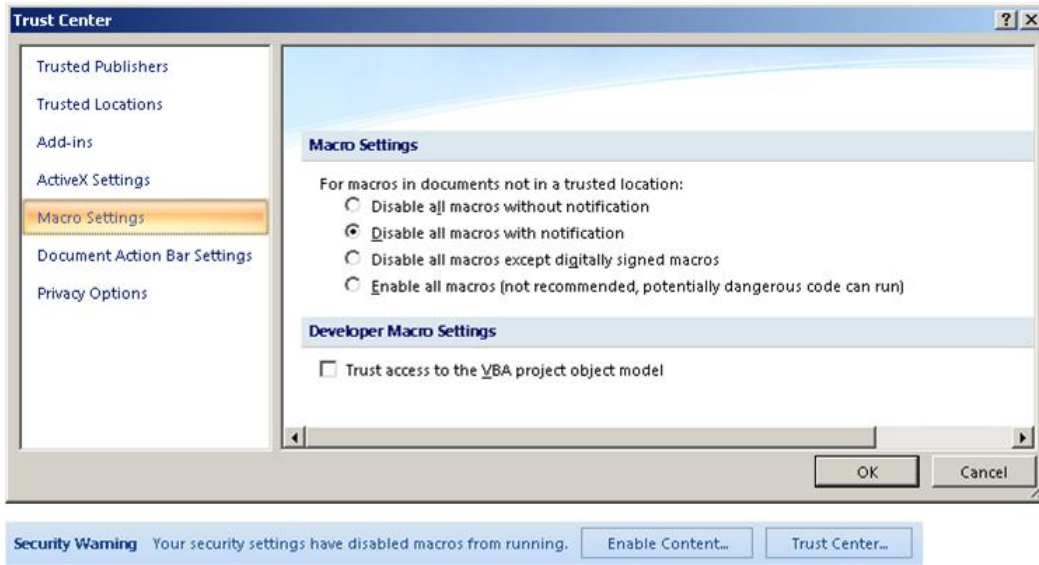 Trust Center
Trusted Publishers
Trusted Locations
Add-ins
ActiveX Settings
Macro Settings
Document Action Bar Settings
Privacy Options
Macro Settings
For macros in documents not in a trusted location:
Disable all macros without notification
Disable all macros with notification
Disable all macros except digitally signed macros
Enable all macros (not recommended, potentially dangerous code can run)
Developer Macro Settings
Trust access to the VBA project object model
OK Cancel
Security Warning Your security settings have disabled macros from running. Enable Content... Trust Center...